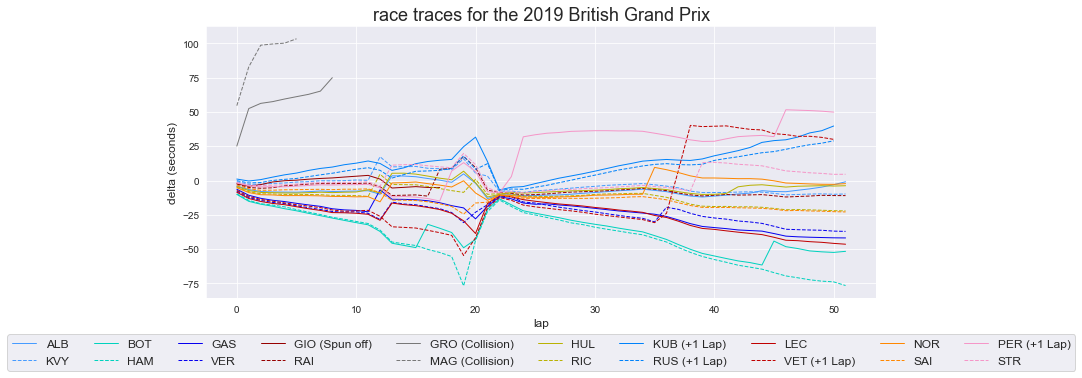 race traces for the 2019 British Grand Prix
delta (seconds)
100
75
50
25
0
−25
−50
−75
0 10 20 30 40 50
lap
ALB BOT GAS GIO (Spun off) GRO (Collision) HUL KUB (+1 Lap) LEC NOR PER (+1 Lap)
KVY HAM VER RAI MAG (Collision) RIC RUS (+1 Lap) VET (+1 Lap) SAI STR